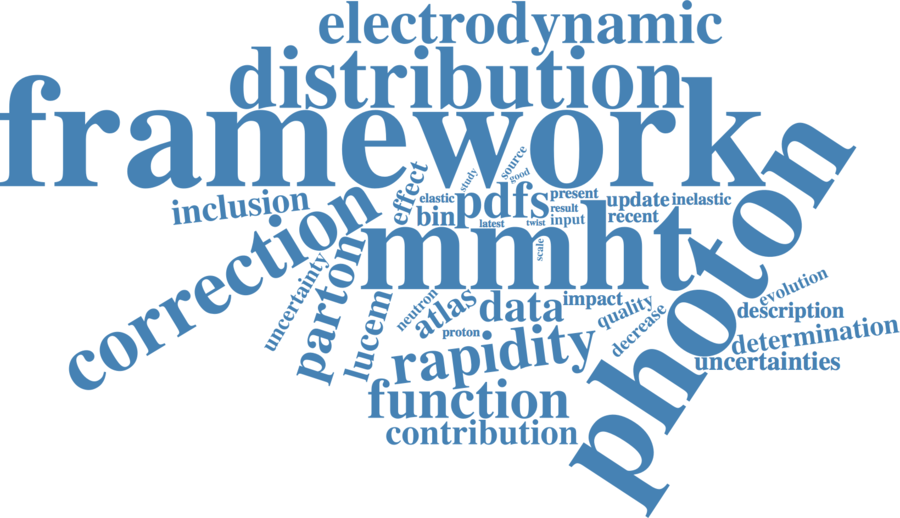 electrodynamic
distribution
framework
photon
source
study
good
effect
elastic
pdfs
present
update
inelastic
inclusion
bin
result
recent
latest
twist
input
correction
mmht
scale
uncertainty
parton
lucem
neutron
atlas
data
impact
quality
evolution
decrease
description
proton
determination
rapidity
uncertainties
function
contribution